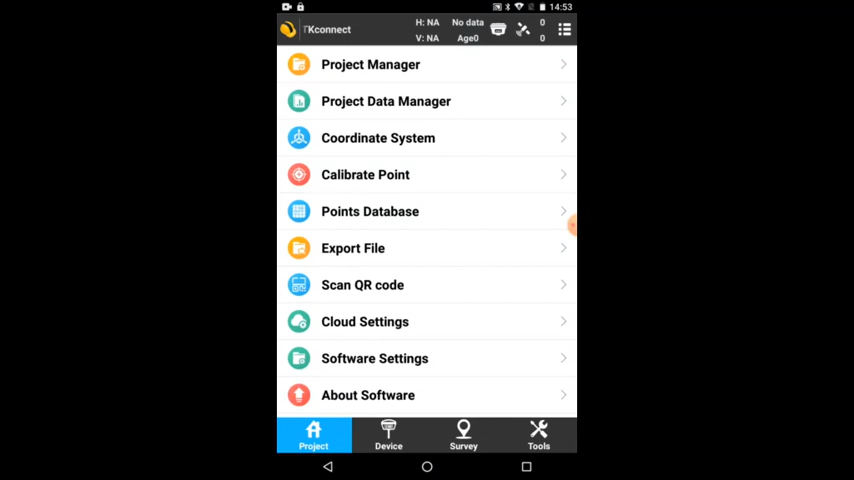 14:53
TKconnect
H: NA No data 0
V: NA Age0 0
Project Manager
Project Data Manager
Coordinate System
Calibrate Point
Points Database
Export File
Scan QR code
Cloud Settings
Software Settings
About Software
Project Device Survey Tools